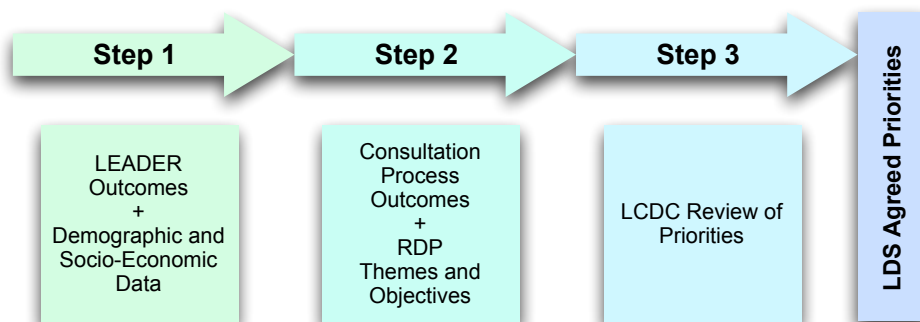 Step 1
Step 2
Step 3
LEADER
Outcomes
+
Demographic and
Socio-Economic
Data
Consultation
Process
Outcomes
+
RDP
Themes and
Objectives
LCDC Review of
Priorities
LDS Agreed Priorities